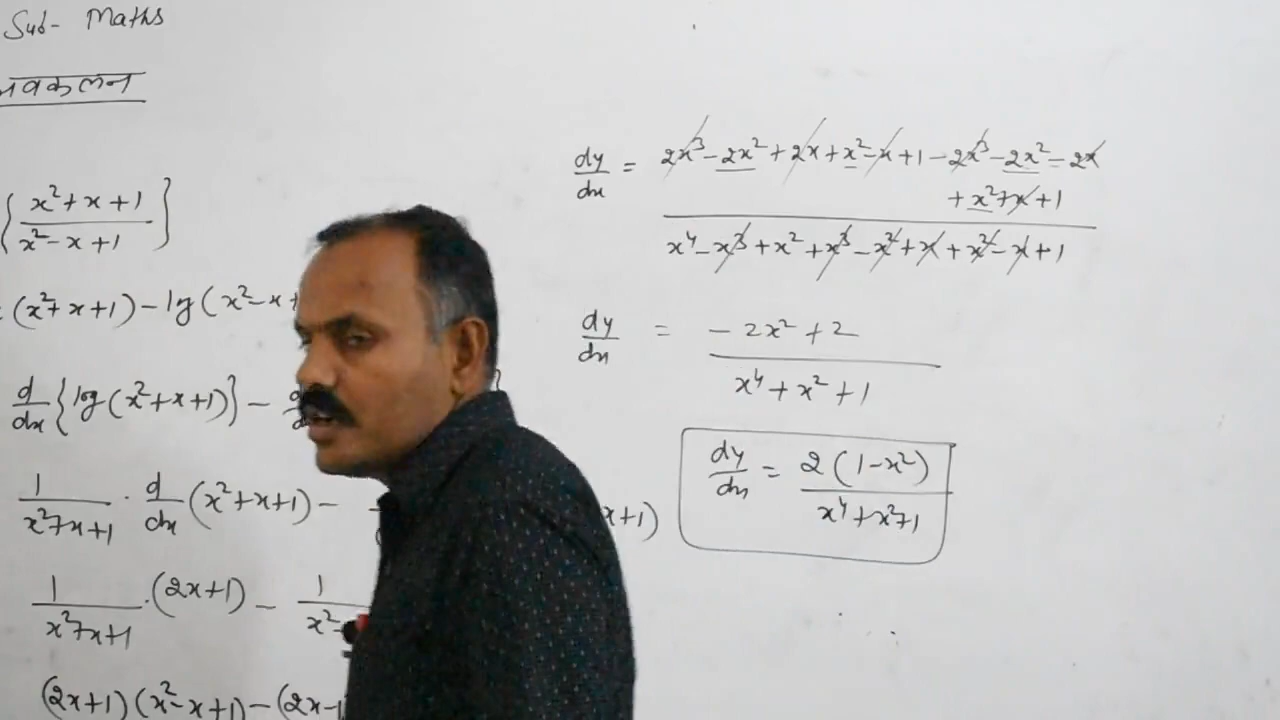 Sub- Maths
अवकलन
{x²+x+1 / x²-x+1}
(x²+x+1) - log(x²-x+
d/dx {log(x²+x+1)} - d
1/x²+x+1 · d/dx (x²+x+1) -
x+1)
1/x²+x+1 · (2x+1) - 1/x²-
(2x+1)(x²-x+1) - (2x-1
dy/dx = 2x³-2x²+2x+x²-x+1-2x³-2x²-2x
+x²+x+1
x⁴-x³+x²+x³-x²+x+x²-x+1
dy/dx = -2x²+2 / x⁴+x²+1
dy/dx = 2(1-x²) / x⁴+x²+1